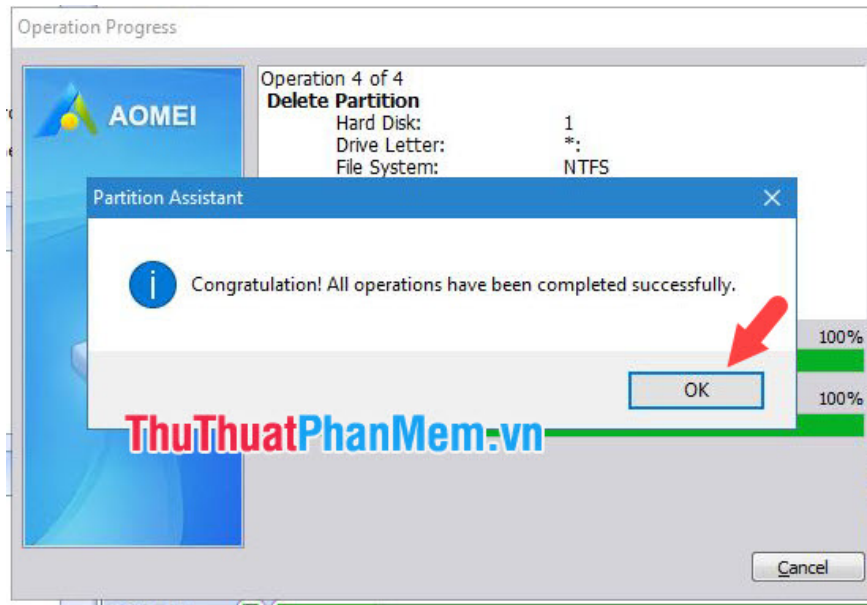 Operation Progress
AOMEI
Operation 4 of 4
Delete Partition
Hard Disk: 1
Drive Letter: *:
File System: NTFS
Partition Assistant
Congratulation! All operations have been completed successfully.
100%
OK
100%
ThuThuatPhanMem.vn
Cancel